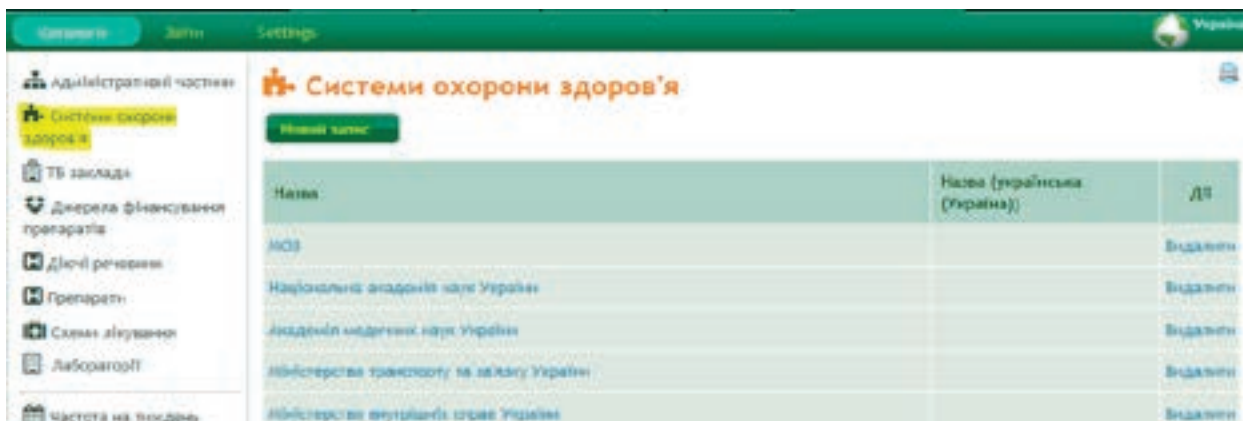 Каталоги Звіти Settings Україна
Адміністративні частини
Системи охорони
здоров'я
ТБ заклади
Джерела фінансування
препаратів
Діючі речовини
Препарати
Схеми лікування
Лабораторії
Частота на тиждень
Системи охорони здоров'я
Новий запис
Назва
Назва (українська
(Україна))
Дії
МОЗ
Видалити
Національна академія наук України
Видалити
Академія медичних наук України
Видалити
Міністерство транспорту та зв'язку України
Видалити
Міністерство внутрішніх справ України
Видалити